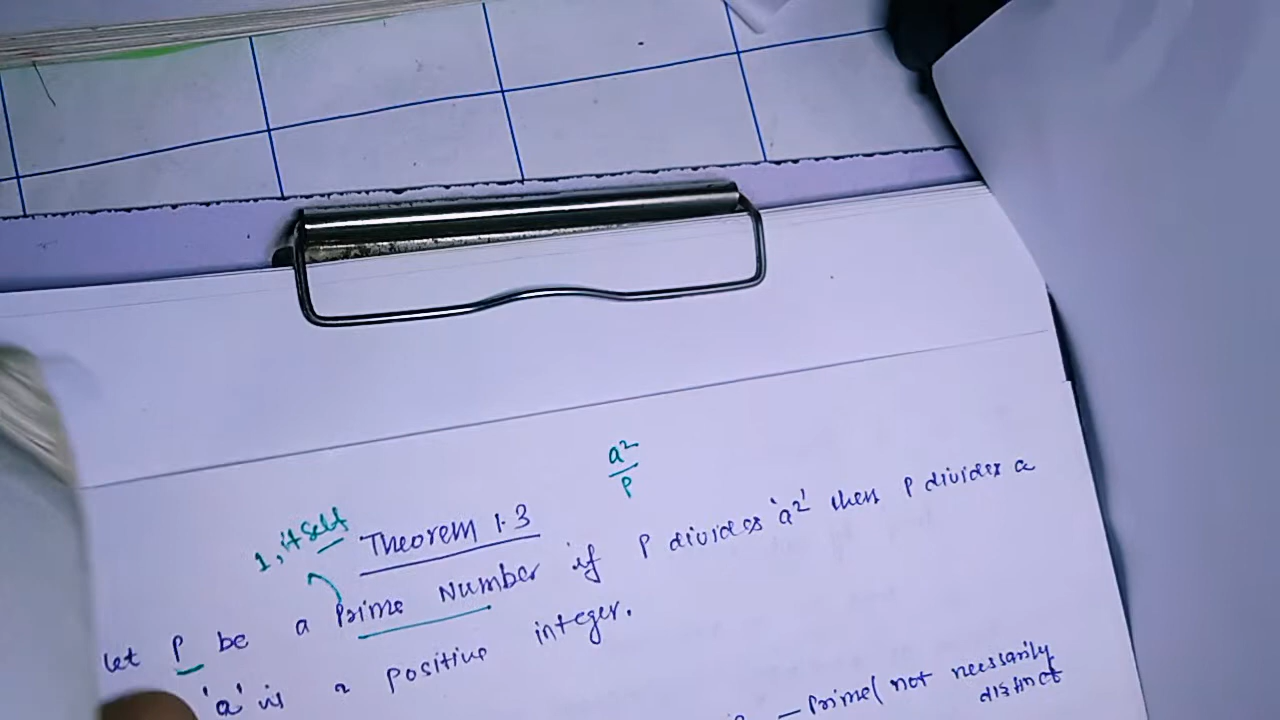 a²
P
1, itself
Theorem 1.3
let P be a Prime Number if P divides 'a²' then P divides a
'a' is a positive integer.
– Prime (not necessarily
distinct